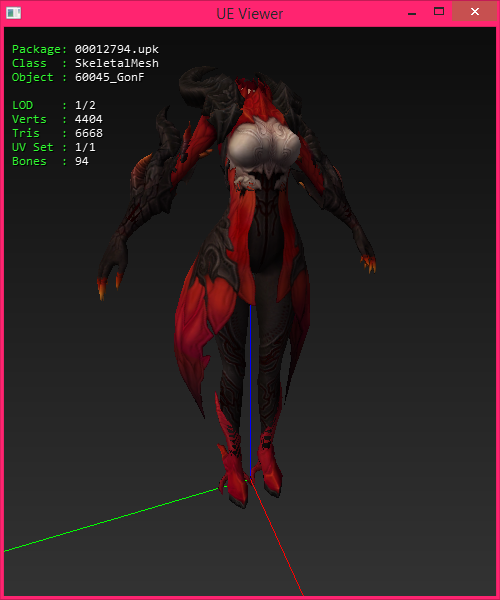 UE Viewer
Package: 00012794.upk
Class  : SkeletalMesh
Object : 60045_GonF
LOD    : 1/2
Verts  : 4404
Tris   : 6668
UV Set : 1/1
Bones  : 94